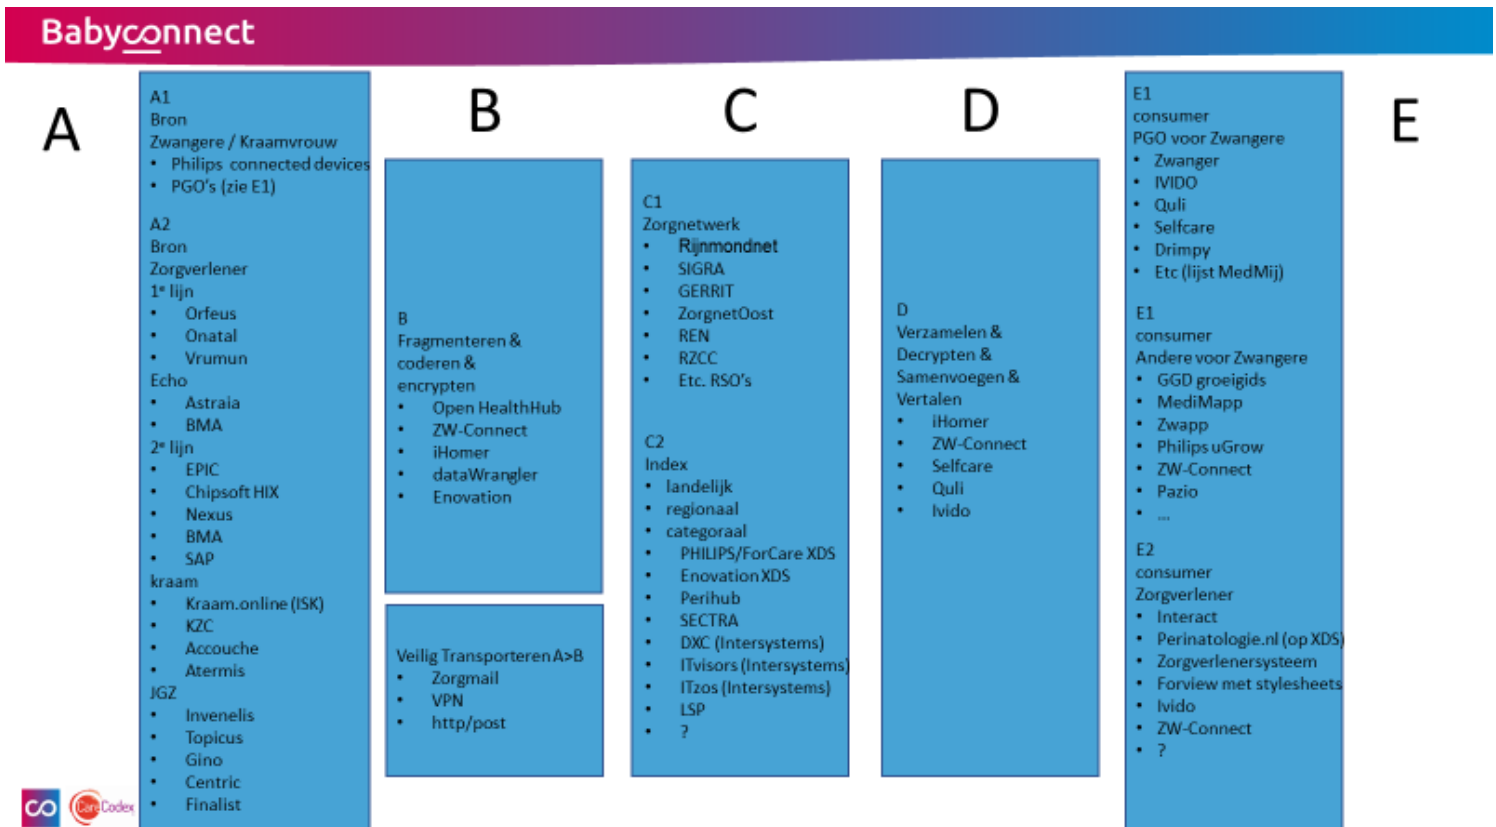 Babyconnect
A
A1
Bron
Zwangere / Kraamvrouw
• Philips connected devices
• PGO's (zie E1)
A2
Bron
Zorgverlener
1e lijn
• Orfeus
• Onatal
• Vrumun
Echo
• Astraia
• BMA
2e lijn
• EPIC
• Chipsoft HIX
• Nexus
• BMA
• SAP
kraam
• Kraam.online (ISK)
• KZC
• Accouche
• Atermis
JGZ
• Invenelis
• Topicus
• Gino
• Centric
• Finalist
B
B
Fragmenteren &
coderen &
encrypten
• Open HealthHub
• ZW-Connect
• iHomer
• dataWrangler
• Enovation
Veilig Transporteren A>B
• Zorgmail
• VPN
• http/post
C
C1
Zorgnetwerk
• Rijnmondnet
• SIGRA
• GERRIT
• ZorgnetOost
• REN
• RZCC
• Etc. RSO's
C2
Index
• landelijk
• regionaal
• categoraal
• PHILIPS/ForCare XDS
• Enovation XDS
• Perihub
• SECTRA
• DXC (Intersystems)
• ITvisors (Intersystems)
• ITzos (Intersystems)
• LSP
• ?
D
D
Verzamelen &
Decrypten &
Samenvoegen &
Vertalen
• iHomer
• ZW-Connect
• Selfcare
• Quli
• Ivido
E1
consumer
PGO voor Zwangere
• Zwanger
• IVIDO
• Quli
• Selfcare
• Drimpy
• Etc (lijst MedMij)
E1
consumer
Andere voor Zwangere
• GGD groeigids
• MediMapp
• Zwapp
• Philips uGrow
• ZW-Connect
• Pazio
• ...
E2
consumer
Zorgverlener
• Interact
• Perinatologie.nl (op XDS)
• Zorgverlenersysteem
• Forview met stylesheets
• Ivido
• ZW-Connect
• ?
E
CareCodex